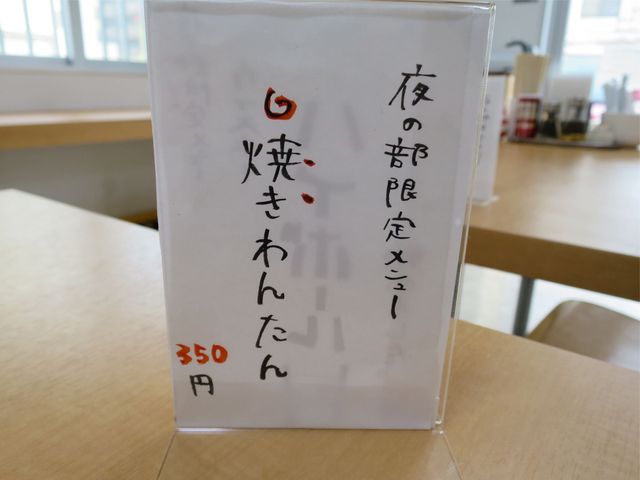 夜の部限定メニュー
焼きわんたん
350
円